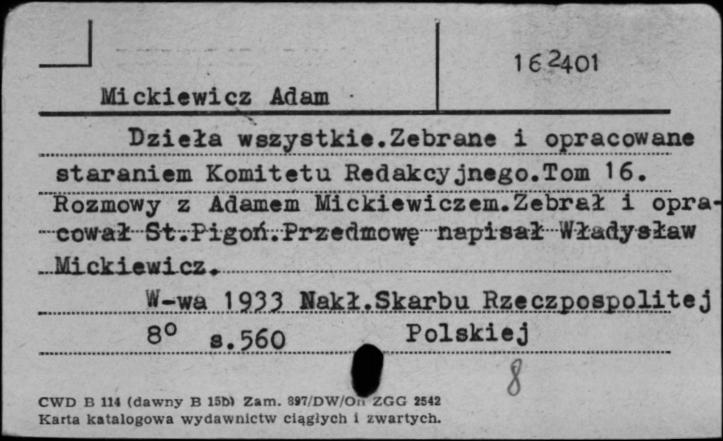 162401
Mickiewicz Adam
Dzieła wszystkie.Zebrane i opracowane
staraniem Komitetu Redakcyjnego.Tom 16.
Rozmowy z Adamem Mickiewiczem.Zebrał i opra-
cował St.Pigoń.Przedmowę napisał Władysław
Mickiewicz.
W-wa 1933 Nakł.Skarbu Rzeczpospolitej
8° s.560 Polskiej
8
CWD B 114 (dawny B 15b) Zam. 897/DW/On ZGG 2542
Karta katalogowa wydawnictw ciągłych i zwartych.